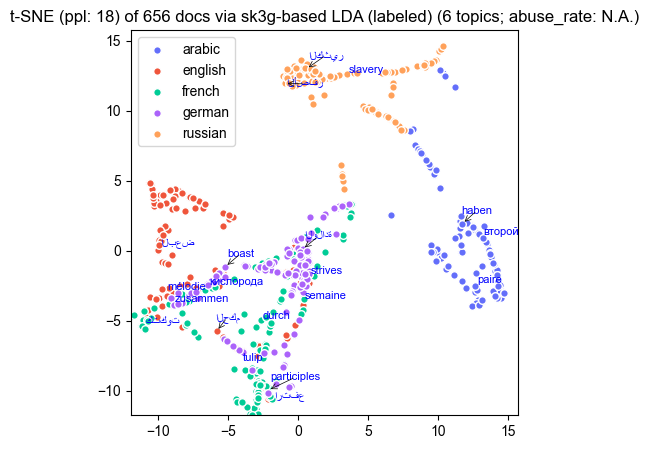 t-SNE (ppl: 18) of 656 docs via sk3g-based LDA (labeled) (6 topics; abuse_rate: N.A.)
arabic
english
french
german
russian
slavery
haben
второй
paire
boast
strives
кислорода
mélodie
zusammen
semaine
durch
tulip
participles
15
10
5
0
−5
−10
−10
−5
0
5
10
15